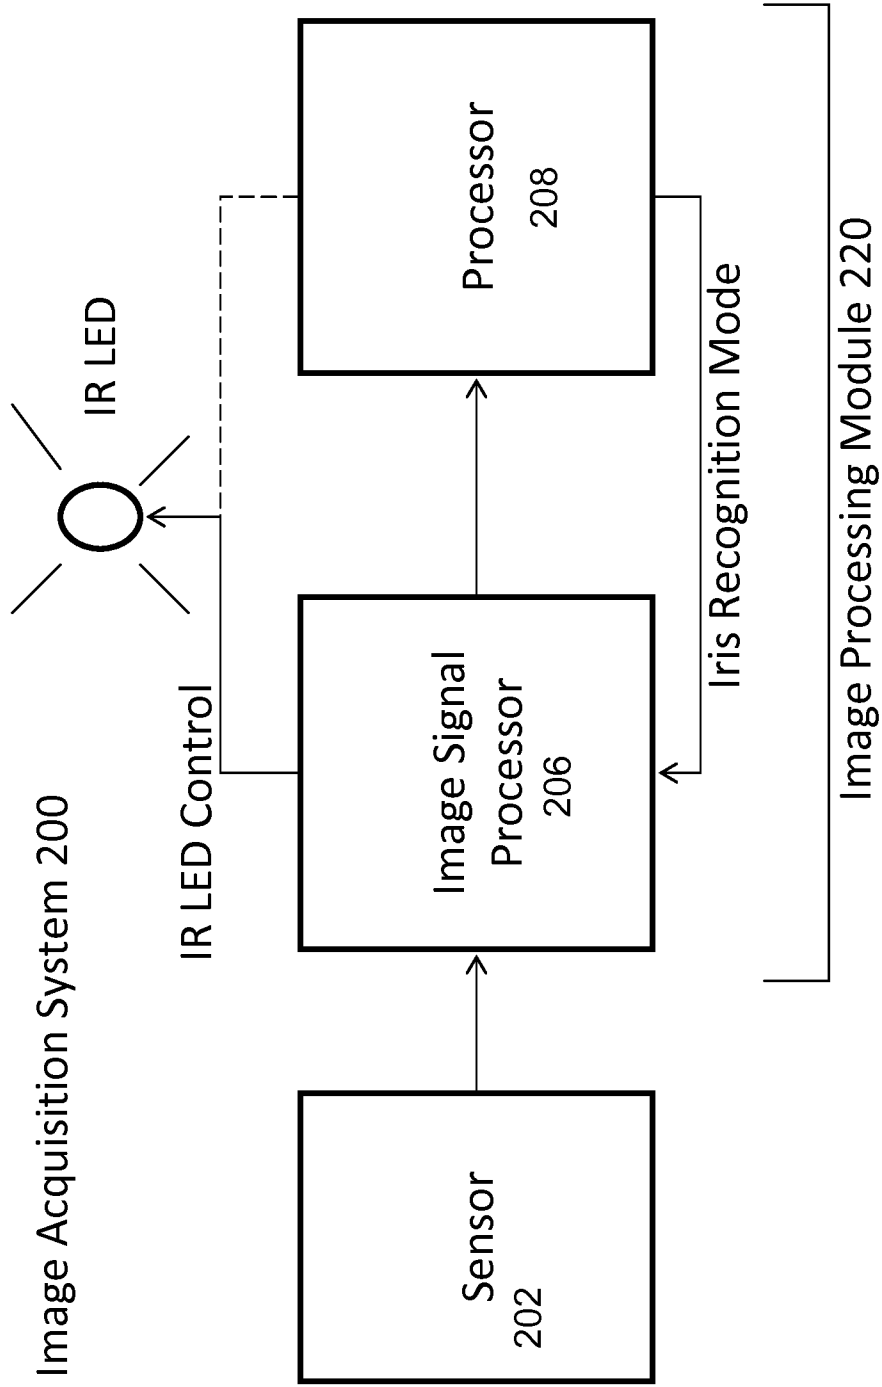 Image Acquisition System 200
IR LED Control
IR LED
Sensor
202
Image Signal
Processor
206
Processor
208
Iris Recognition Mode
Image Processing Module 220